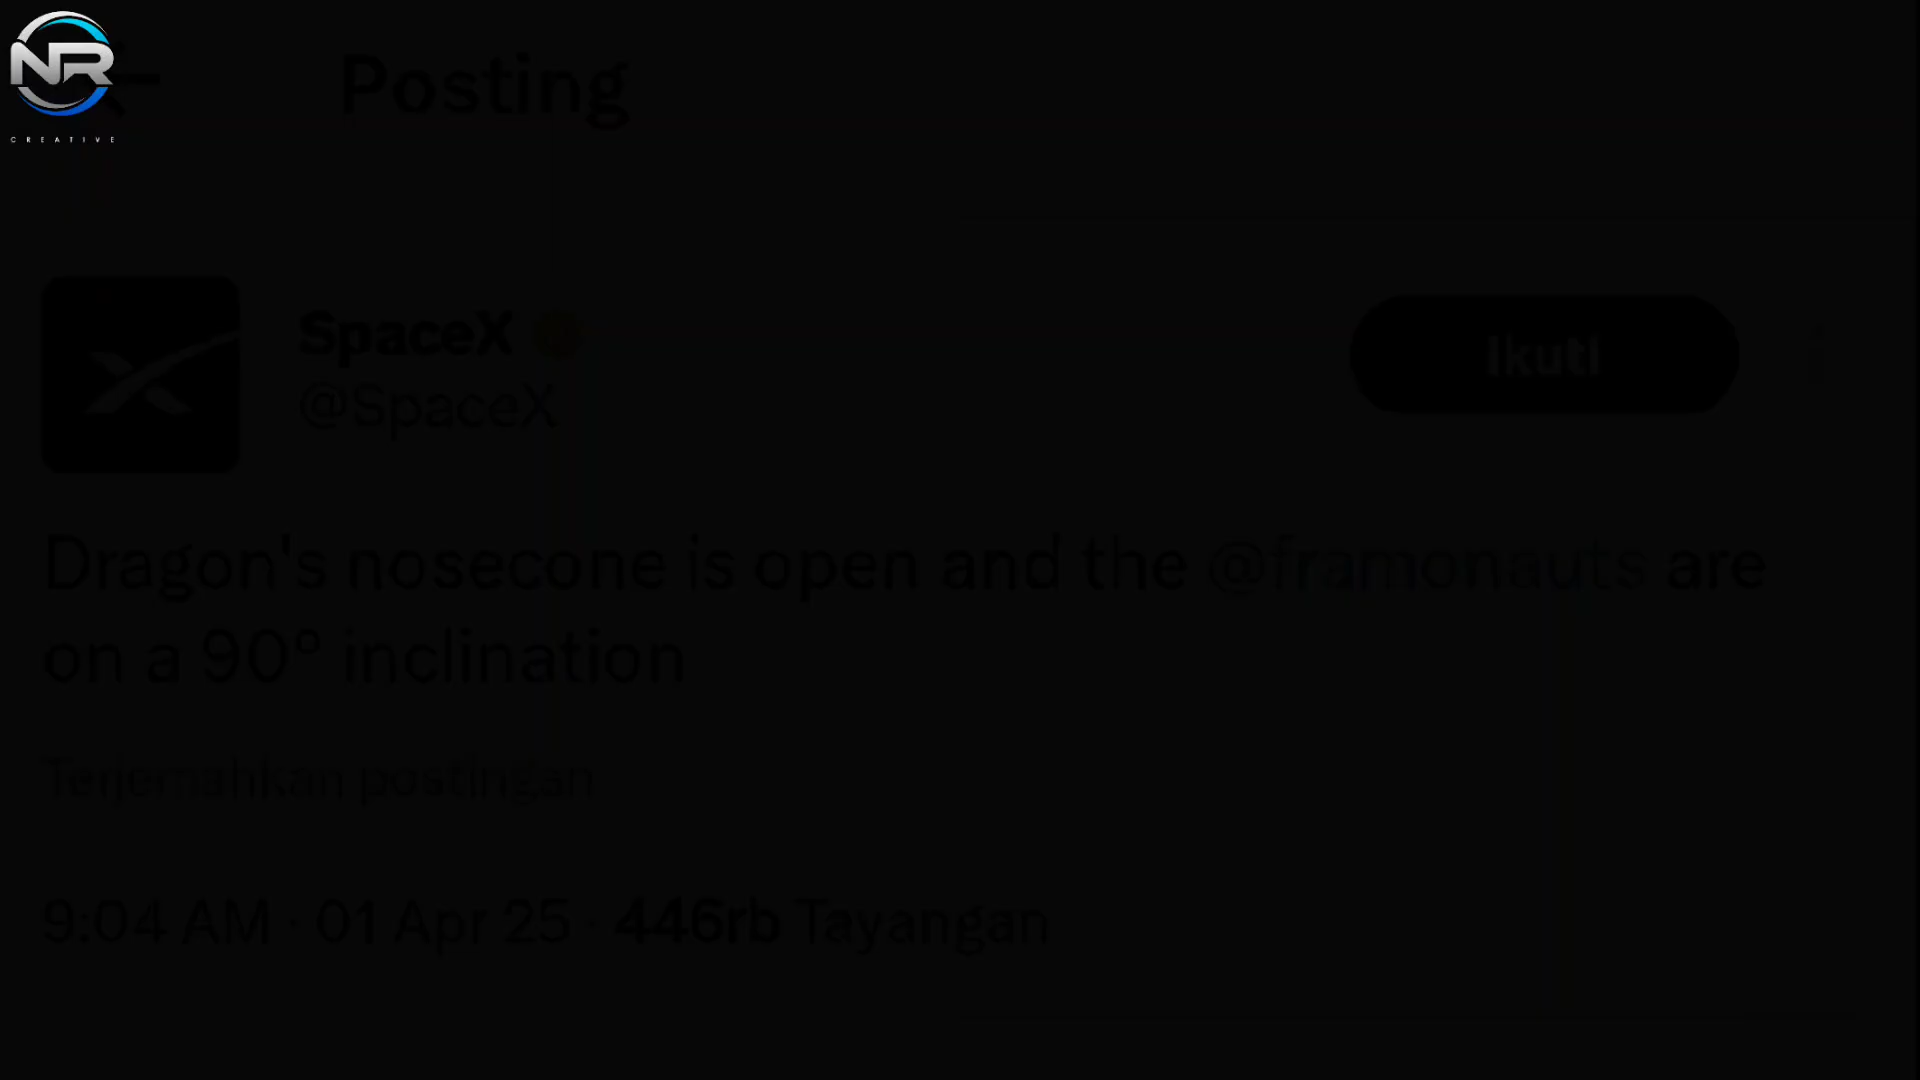 NR
CREATIVE
Posting
SpaceX
@SpaceX
Ikuti
Dragon's nosecone is open and the @framonauts are
on a 90° inclination
Terjemahkan postingan
9:04 AM · 01 Apr 25 · 446rb Tayangan